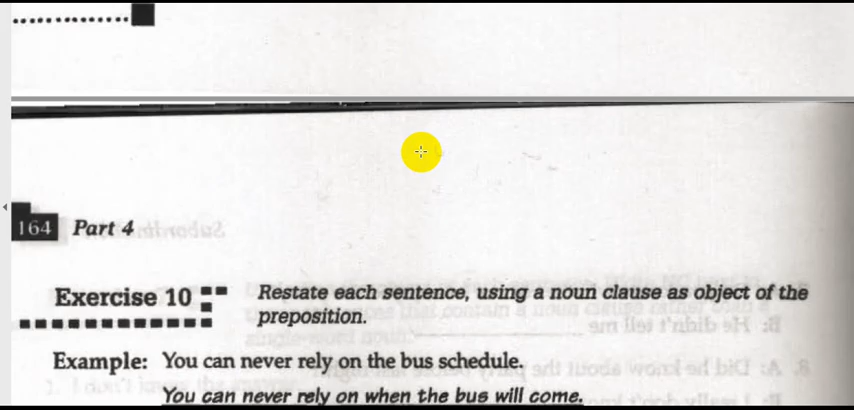 164 Part 4
Exercise 10 Restate each sentence, using a noun clause as object of the
preposition.
Example: You can never rely on the bus schedule.
You can never rely on when the bus will come.